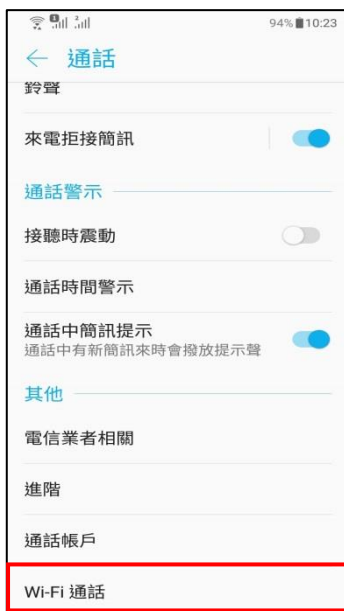 94% 10:23
← 通話
鈴聲
來電拒接簡訊
通話警示
接聽時震動
通話時間警示
通話中簡訊提示
通話中有新簡訊來時會撥放提示聲
其他
電信業者相關
進階
通話帳戶
Wi-Fi 通話